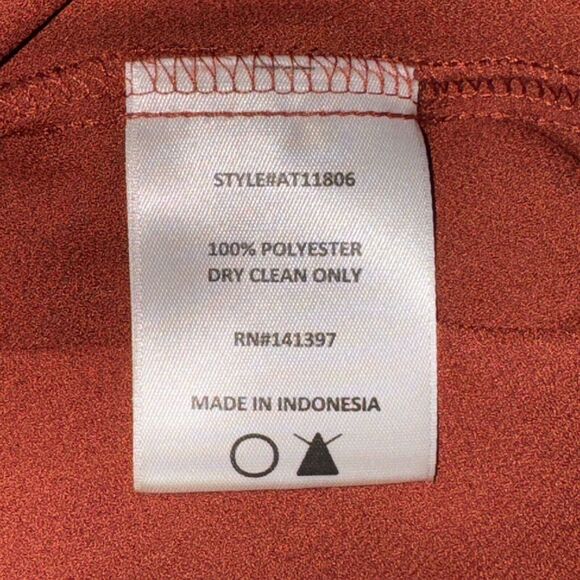 STYLE#AT11806
100% POLYESTER
DRY CLEAN ONLY
RN#141397
MADE IN INDONESIA